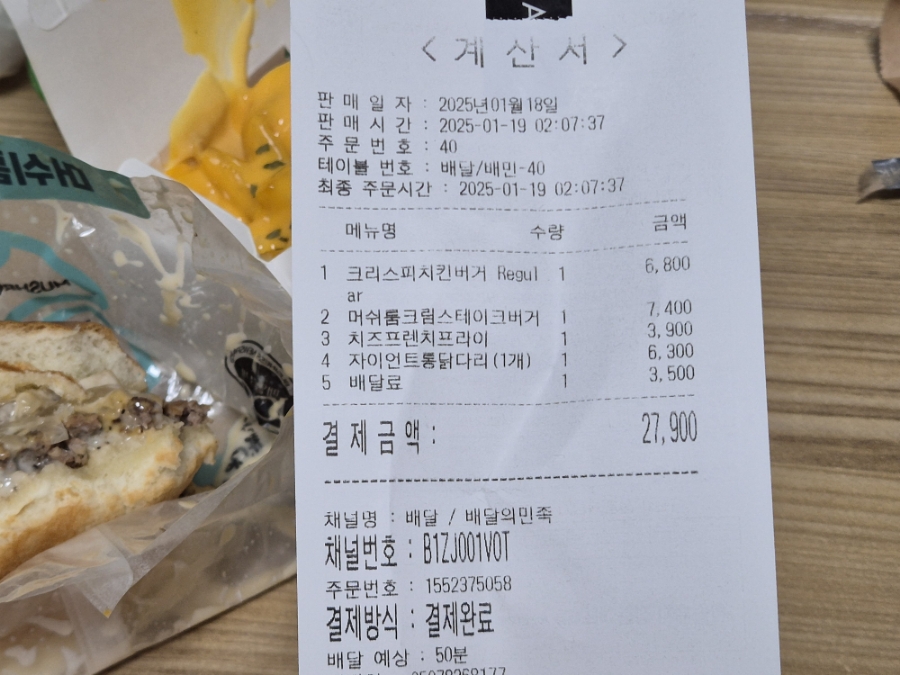 A
< 계 산 서 >
판 매 일 자 : 2025년01월18일
판 매 시 간 : 2025-01-19 02:07:37
주 문 번 호 : 40
테이블 번호 : 배달/배민-40
최종 주문시간 : 2025-01-19 02:07:37
메뉴명 수량 금액
1 크리스피치킨버거 Regul 1 6,800
ar
2 머쉬룸크림스테이크버거 1 7,400
3 치즈프렌치프라이 1 3,900
4 자이언트통닭다리(1개) 1 6,300
5 배달료 1 3,500
결 제 금 액 : 27,900
채널명 : 배달 / 배달의민족
채널번호 : B1ZJ001VOT
주문번호 : 1552375058
결제방식 : 결제완료
배달 예상 : 50분